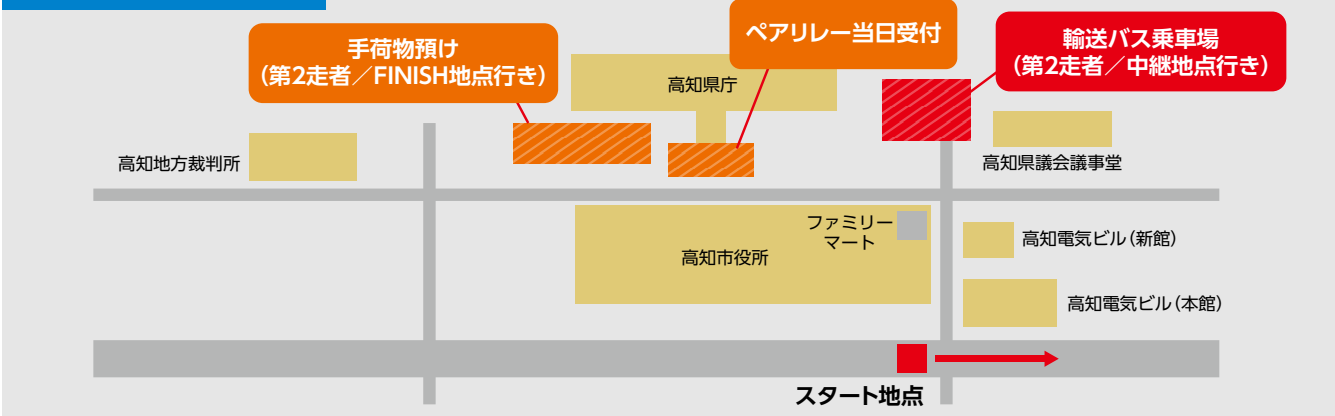 手荷物預け
（第2走者／FINISH地点行き）
ペアリレー当日受付
輸送バス乗車場
（第2走者／中継地点行き）
高知県庁
高知地方裁判所
高知県議会議事堂
ファミリー
マート
高知市役所
高知電気ビル（新館）
高知電気ビル（本館）
スタート地点